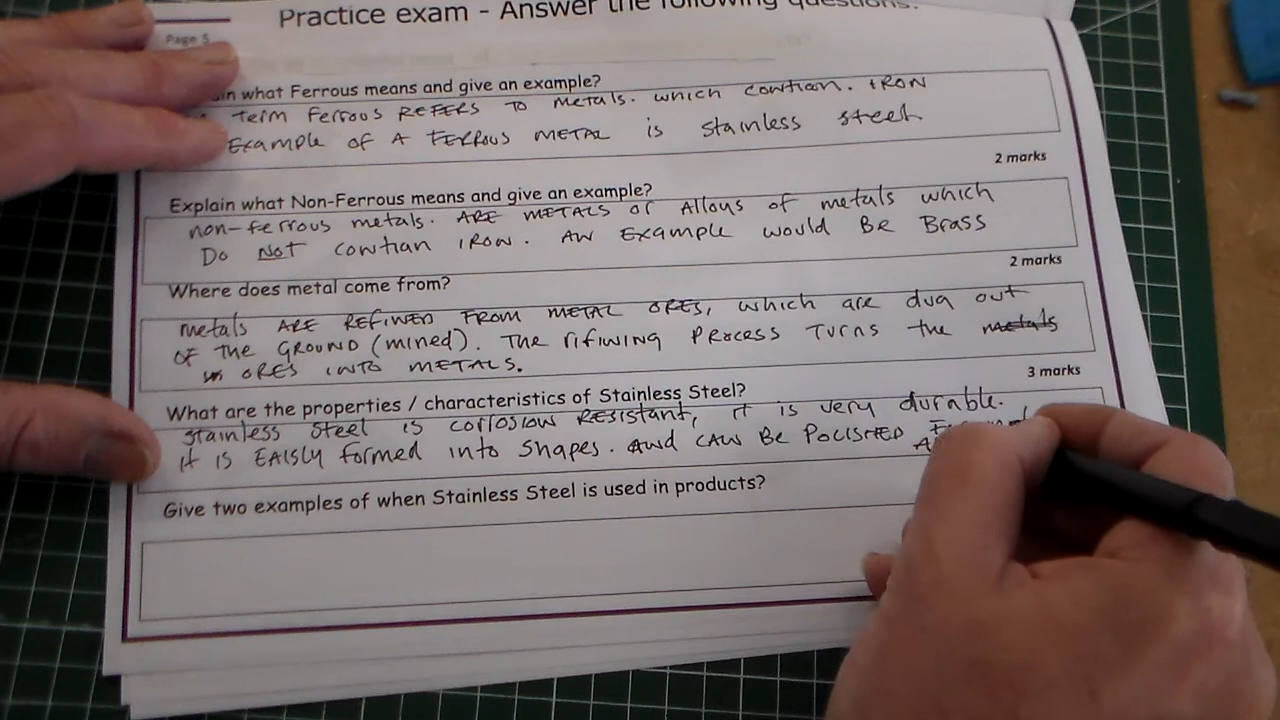 Practice exam - Answer the following questions.
Page 5
what Ferrous means and give an example?
term Ferrous REFERS TO METALS. which contian. IRON
Example of A FERROUS METAL is stainless steel
2 marks
Explain what Non-Ferrous means and give an example?
non-ferrous metals. ARE METALS or Alloys of metals which
Do Not contian IRON. AN Example would BE Brass
2 marks
Where does metal come from?
metals ARE REFINED FROM METAL ORES, which are dug out
OF THE GROUND (mined). THE rifining PRocess Turns the metals
ORES INTO METALS.
3 marks
What are the properties / characteristics of Stainless Steel?
stainless steel is corrosion RESISTANT, it is very durable.
it is EAISLY formed into shapes. And CAN BE POLISHED
Give two examples of when Stainless Steel is used in products?